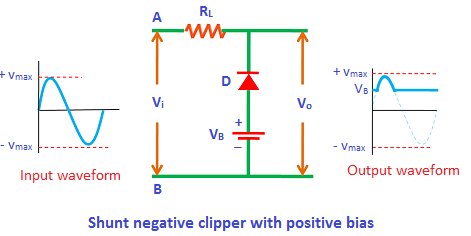 A
RL
+ Vmax
- Vmax
Input waveform
Vi
D
+
VB
−
Vo
B
+ Vmax
VB
- Vmax
Output waveform
Shunt negative clipper with positive bias